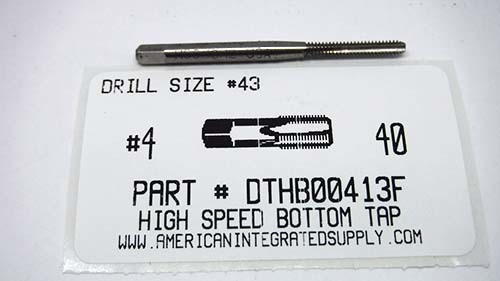 DRILL SIZE #43
#4 40
PART # DTHB00413F
HIGH SPEED BOTTOM TAP
WWW.AMERICANINTEGRATEDSUPPLY.COM